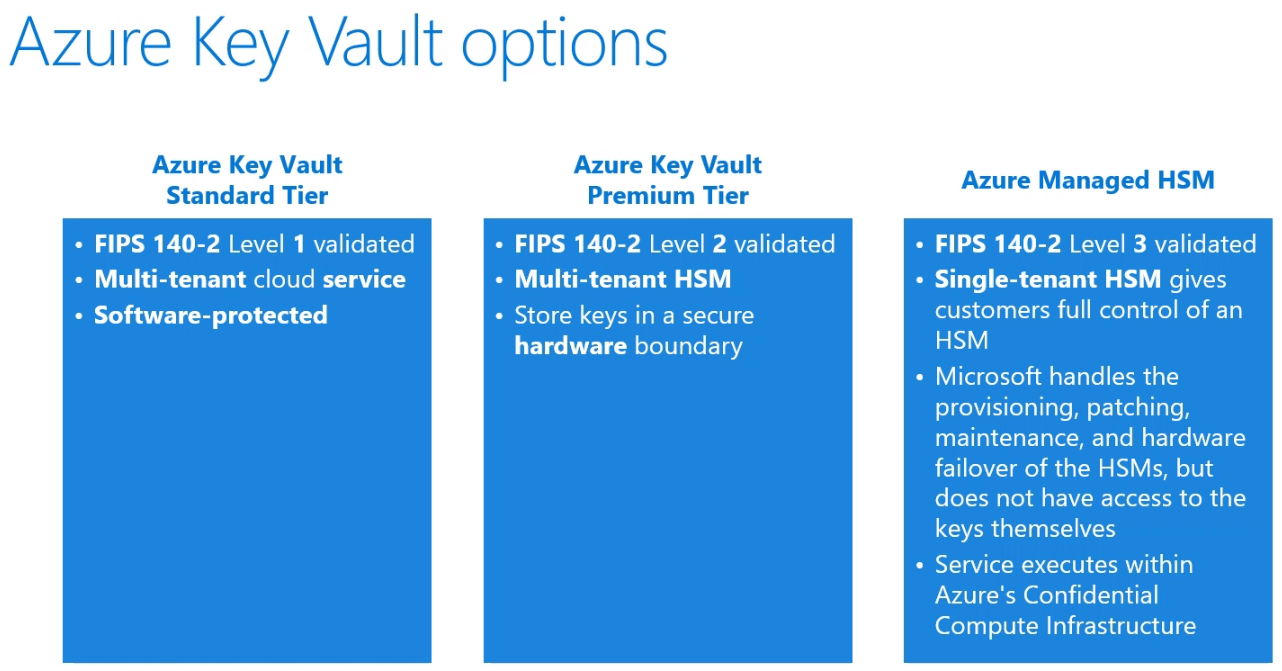 Azure Key Vault options
Azure Key Vault
Standard Tier
• FIPS 140-2 Level 1 validated
• Multi-tenant cloud service
• Software-protected
Azure Key Vault
Premium Tier
• FIPS 140-2 Level 2 validated
• Multi-tenant HSM
• Store keys in a secure
hardware boundary
Azure Managed HSM
• FIPS 140-2 Level 3 validated
• Single-tenant HSM gives
customers full control of an
HSM
• Microsoft handles the
provisioning, patching,
maintenance, and hardware
failover of the HSMs, but
does not have access to the
keys themselves
• Service executes within
Azure's Confidential
Compute Infrastructure